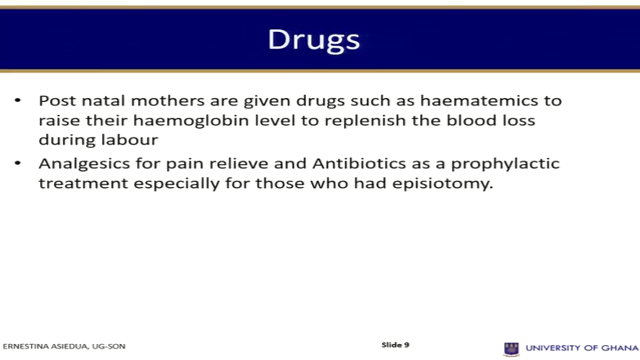 Drugs
• Post natal mothers are given drugs such as haematemics to
raise their haemoglobin level to replenish the blood loss
during labour
• Analgesics for pain relieve and Antibiotics as a prophylactic
treatment especially for those who had episiotomy.
ERNESTINA ASIEDUA, UG-SON
Slide 9
UNIVERSITY OF GHANA